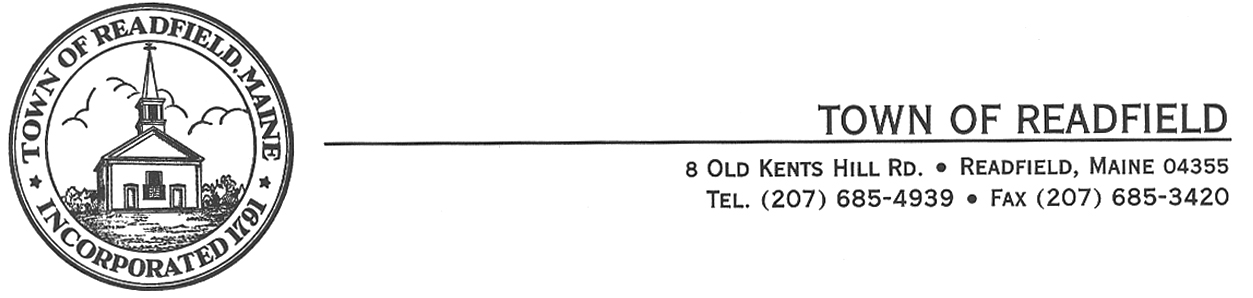 TOWN OF READFIELD, MAINE
INCORPORATED 1791
TOWN OF READFIELD
8 OLD KENTS HILL RD. • READFIELD, MAINE 04355
TEL. (207) 685-4939 • FAX (207) 685-3420